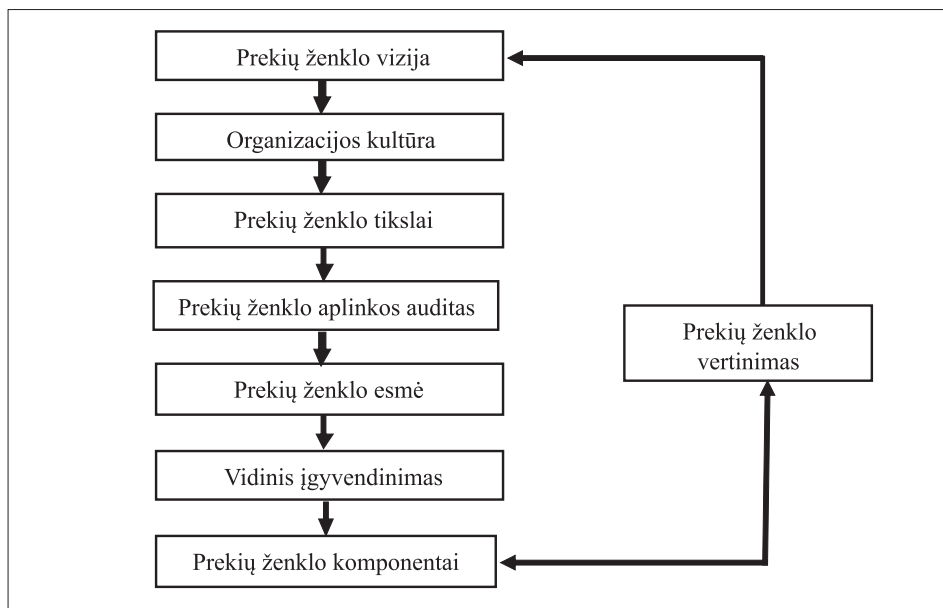 Prekių ženklo vizija
Organizacijos kultūra
Prekių ženklo tikslai
Prekių ženklo aplinkos auditas
Prekių ženklo esmė
Vidinis įgyvendinimas
Prekių ženklo komponentai
Prekių ženklo
vertinimas